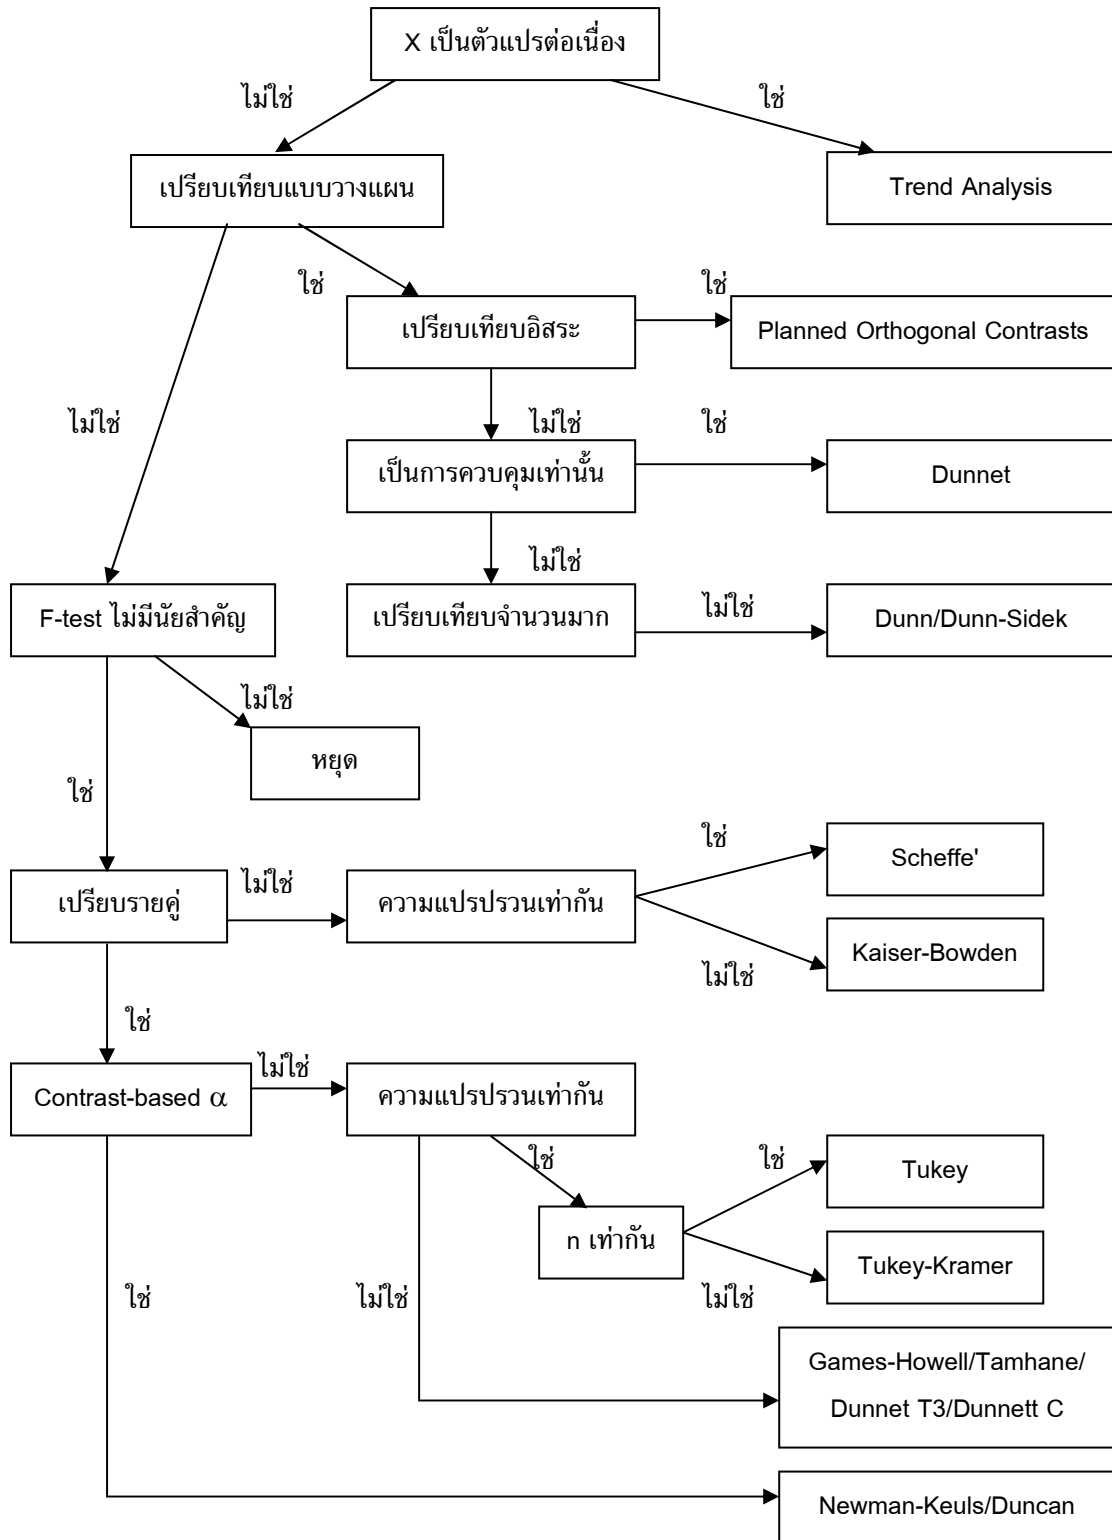 X เป็นตัวแปรต่อเนื่อง
ไม่ใช่
ใช่
เปรียบเทียบแบบวางแผน
Trend Analysis
ใช่
ใช่
เปรียบเทียบอิสระ
Planned Orthogonal Contrasts
ไม่ใช่
ไม่ใช่
ใช่
เป็นการควบคุมเท่านั้น
Dunnet
ไม่ใช่
F-test ไม่มีนัยสำคัญ
เปรียบเทียบจำนวนมาก
ไม่ใช่
Dunn/Dunn-Sidek
ไม่ใช่
หยุด
ใช่
ใช่
Scheffe'
เปรียบรายคู่
ไม่ใช่
ความแปรปรวนเท่ากัน
Kaiser-Bowden
ไม่ใช่
ใช่
Contrast-based α
ไม่ใช่
ความแปรปรวนเท่ากัน
ใช่
ใช่
Tukey
n เท่ากัน
Tukey-Kramer
ใช่
ไม่ใช่
ไม่ใช่
Games-Howell/Tamhane/
Dunnet T3/Dunnett C
Newman-Keuls/Duncan